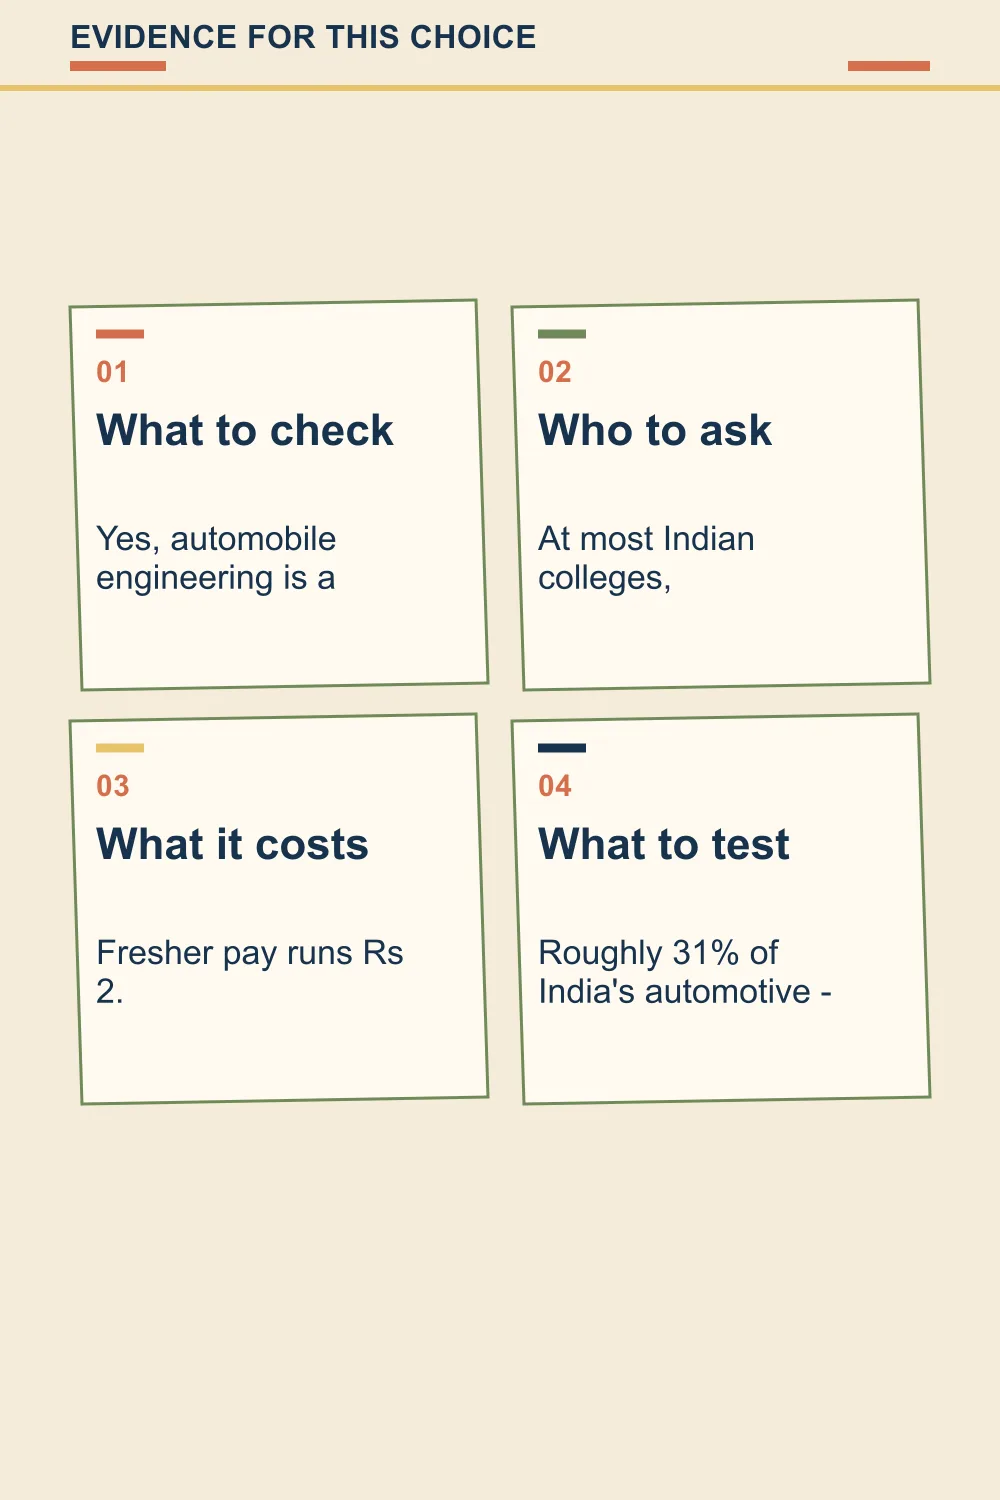 EVIDENCE FOR THIS CHOICE
01
What to check
Yes, automobile
engineering is a
02
Who to ask
At most Indian
colleges,
03
What it costs
Fresher pay runs Rs
2.
04
What to test
Roughly 31% of
India's automotive -